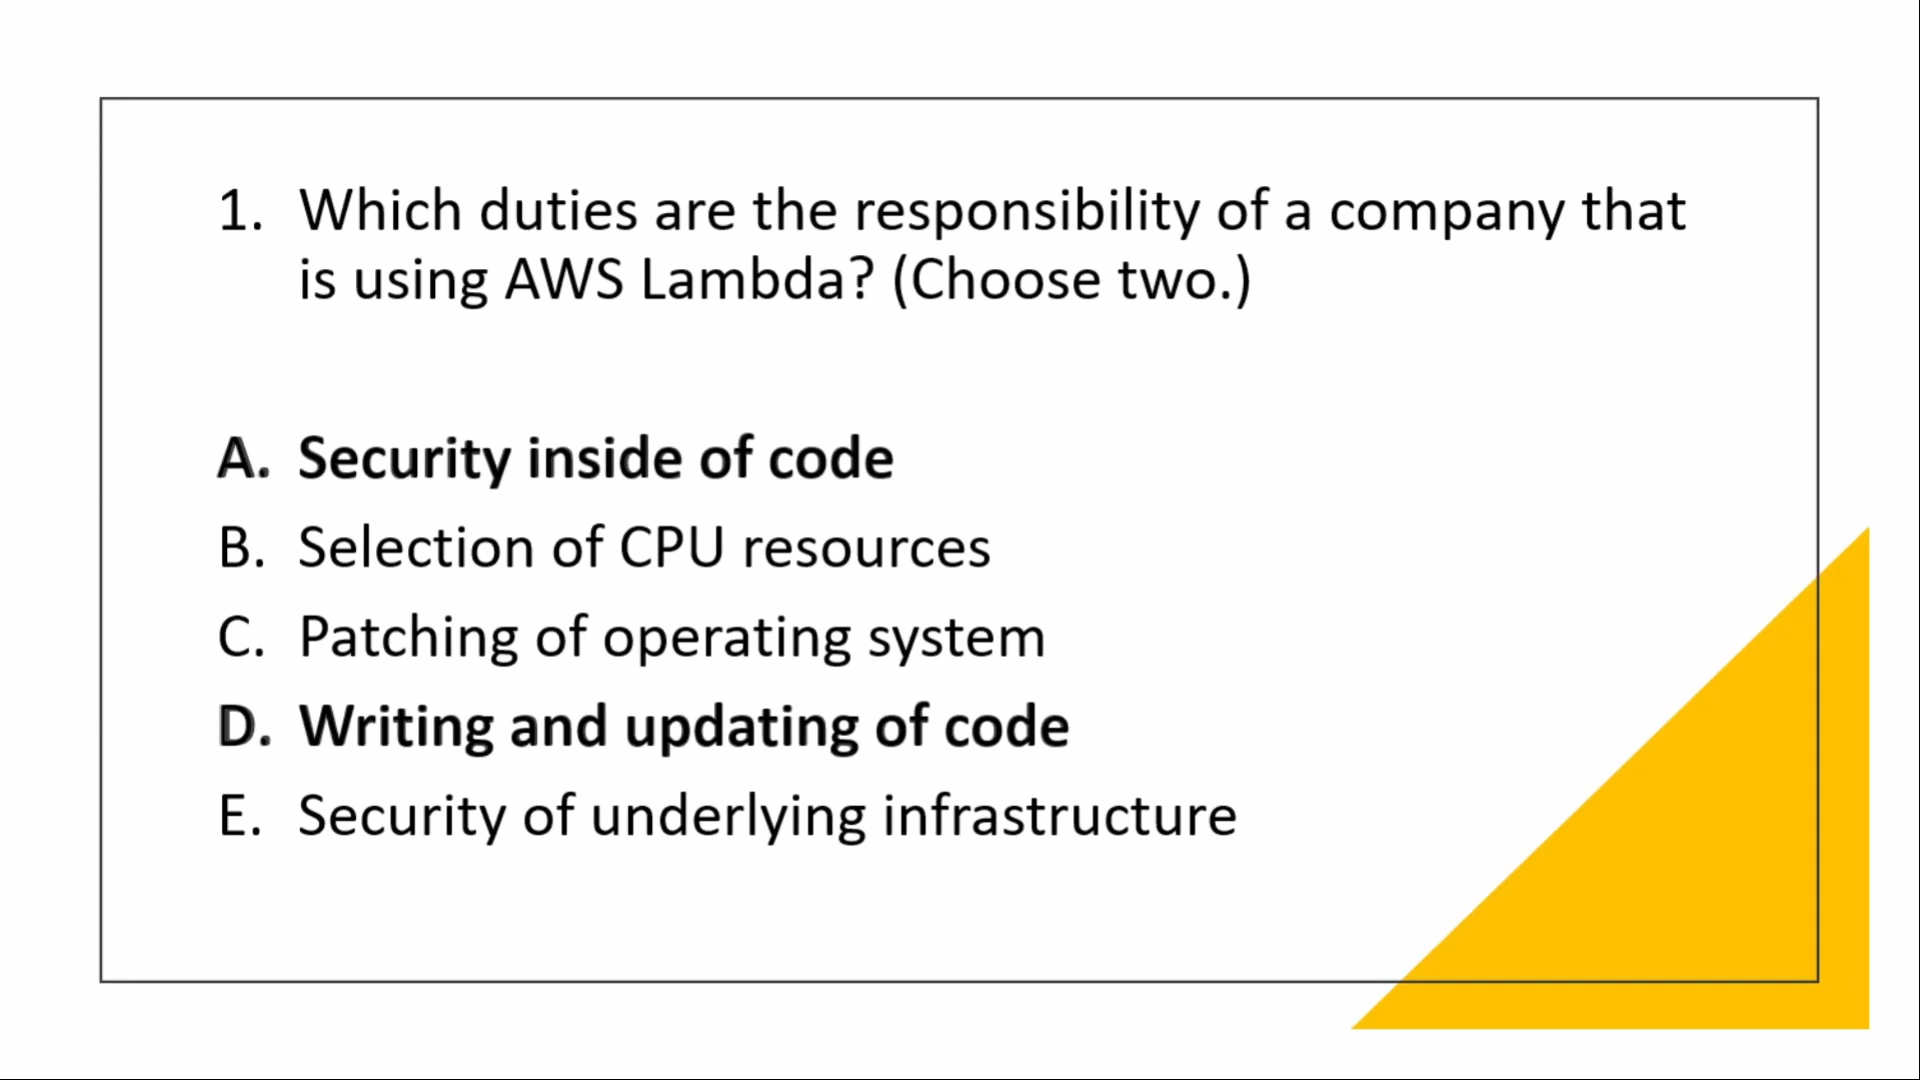 1. Which duties are the responsibility of a company that
is using AWS Lambda? (Choose two.)
A. Security inside of code
B. Selection of CPU resources
C. Patching of operating system
D. Writing and updating of code
E. Security of underlying infrastructure